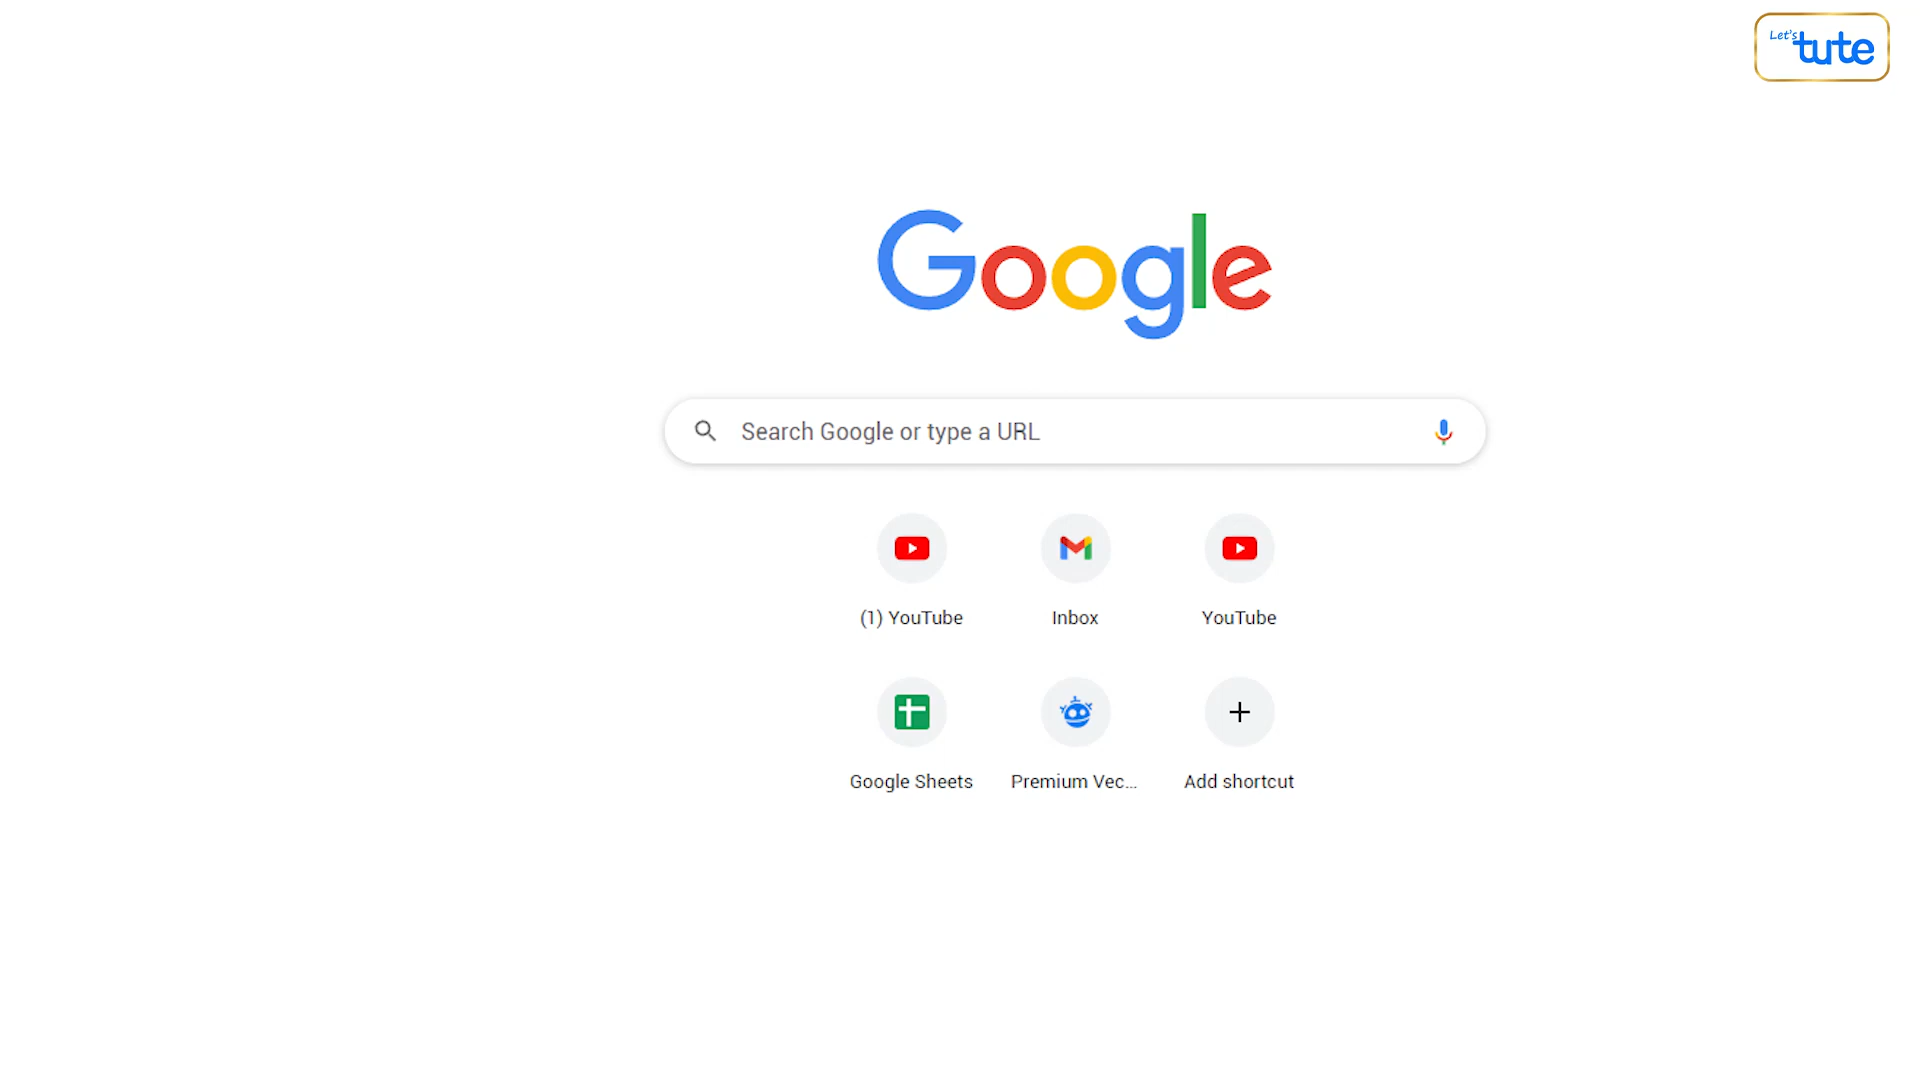 Let's tute
Google
Search Google or type a URL
(1) YouTube Inbox YouTube
Google Sheets Premium Vec... Add shortcut